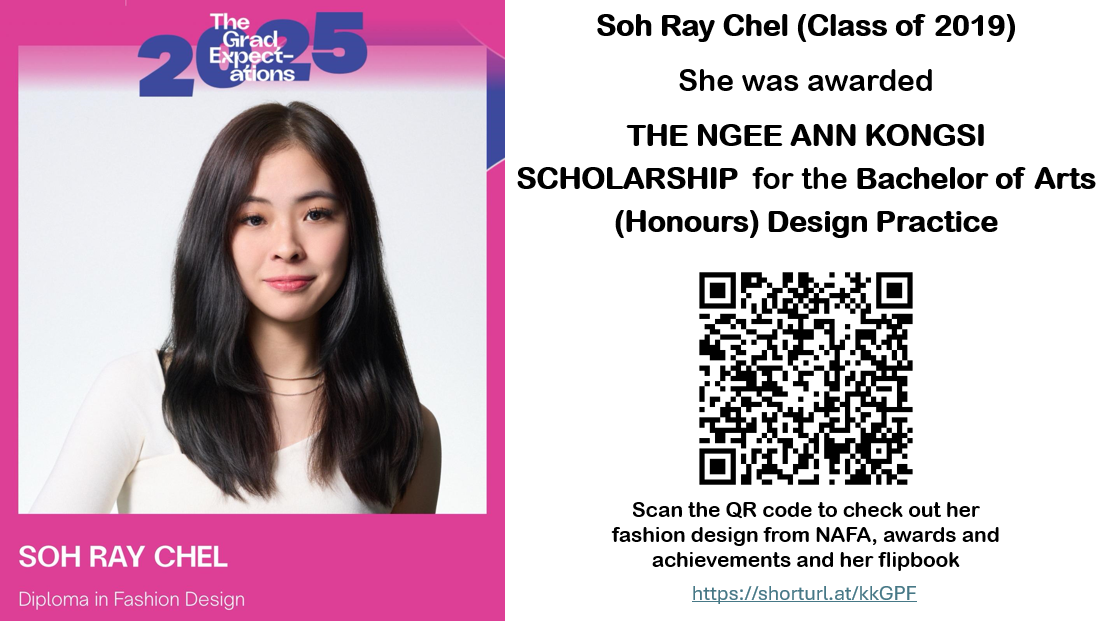 The
Grad
Expect-
ations
2025
SOH RAY CHEL
Diploma in Fashion Design
Soh Ray Chel (Class of 2019)
She was awarded
THE NGEE ANN KONGSI
SCHOLARSHIP for the Bachelor of Arts
(Honours) Design Practice
Scan the QR code to check out her
fashion design from NAFA, awards and
achievements and her flipbook
https://shorturl.at/kkGPF